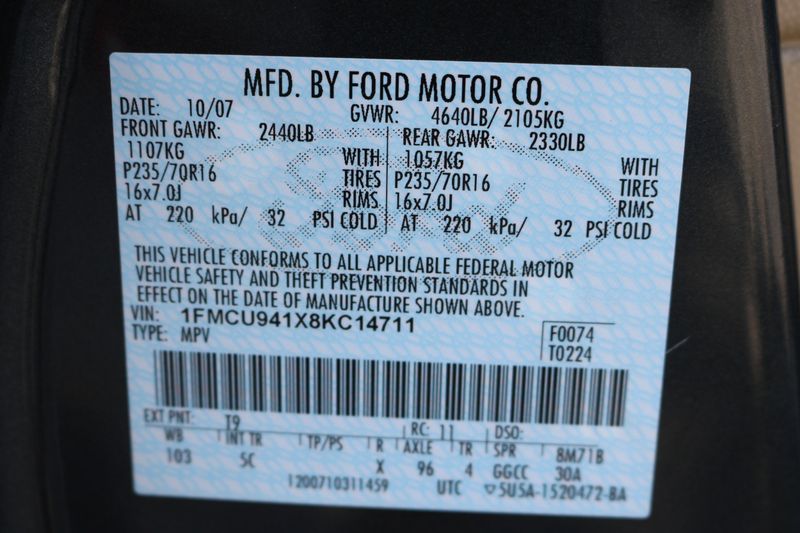 MFD. BY FORD MOTOR CO.
DATE: 10/07 GVWR: 4640LB/ 2105KG
FRONT GAWR: 2440LB REAR GAWR: 2330LB
1107KG WITH 1057KG WITH
P235/70R16 TIRES P235/70R16 TIRES
16x7.0J RIMS 16x7.0J RIMS
AT 220 kPa/ 32 PSI COLD AT 220 kPa/ 32 PSI COLD
THIS VEHICLE CONFORMS TO ALL APPLICABLE FEDERAL MOTOR
VEHICLE SAFETY AND THEFT PREVENTION STANDARDS IN
EFFECT ON THE DATE OF MANUFACTURE SHOWN ABOVE.
VIN: 1FMCU941X8KC14711
TYPE: MPV F0074
T0224
EXT PNT: T9 RC: 11 DSO:
WB INT TR TP/PS R AXLE TR SPR 8M71B
103 5C X 96 4 GGCC 30A
1200710311459 UTC ▽5U5A-1520472-BA